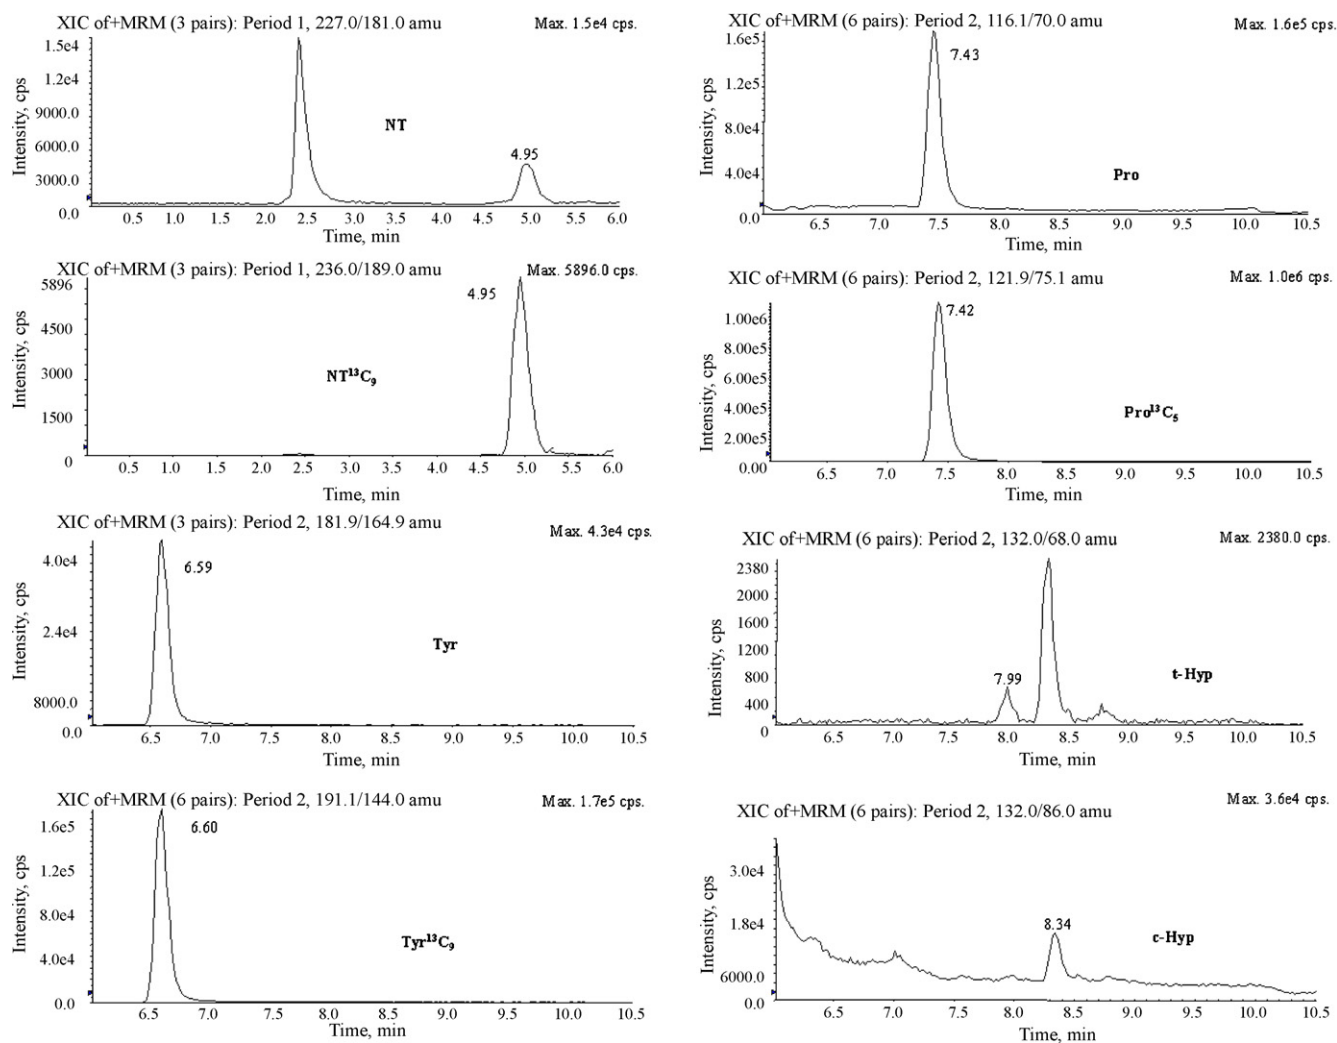 XIC of+MRM (3 pairs): Period 1, 227.0/181.0 amu
Max. 1.5e4 cps.
1.5e4
1.2e4
9000.0
6000.0
3000.0
0.0
Intensity, cps
NT
4.95
0.5 1.0 1.5 2.0 2.5 3.0 3.5 4.0 4.5 5.0 5.5 6.0
Time, min
XIC of+MRM (3 pairs): Period 1, 236.0/189.0 amu
Max. 5896.0 cps.
5896
4500
3000
1500
0
Intensity, cps
4.95
NT¹³C₉
0.5 1.0 1.5 2.0 2.5 3.0 3.5 4.0 4.5 5.0 5.5 6.0
Time, min
XIC of+MRM (3 pairs): Period 2, 181.9/164.9 amu
Max. 4.3e4 cps.
4.0e4
2.4e4
8000.0
0.0
Intensity, cps
6.59
Tyr
6.5 7.0 7.5 8.0 8.5 9.0 9.5 10.0 10.5
Time, min
XIC of+MRM (6 pairs): Period 2, 191.1/144.0 amu
Max. 1.7e5 cps.
1.6e5
1.2e5
8.0e4
4.0e4
0.0
Intensity, cps
6.60
Tyr¹³C₉
6.5 7.0 7.5 8.0 8.5 9.0 9.5 10.0 10.5
Time, min
XIC of+MRM (6 pairs): Period 2, 116.1/70.0 amu
Max. 1.6e5 cps.
1.6e5
1.2e5
8.0e4
4.0e4
0.0
Intensity, cps
7.43
Pro
6.5 7.0 7.5 8.0 8.5 9.0 9.5 10.0 10.5
Time, min
XIC of+MRM (6 pairs): Period 2, 121.9/75.1 amu
Max. 1.0e6 cps.
1.00e6
8.00e5
6.00e5
4.00e5
2.00e5
0.00
Intensity, cps
7.42
Pro¹³C₅
6.5 7.0 7.5 8.0 8.5 9.0 9.5 10.0 10.5
Time, min
XIC of+MRM (6 pairs): Period 2, 132.0/68.0 amu
Max. 2380.0 cps.
2380
2000
1600
1200
800
400
0
Intensity, cps
7.99
t-Hyp
6.5 7.0 7.5 8.0 8.5 9.0 9.5 10.0 10.5
Time, min
XIC of+MRM (6 pairs): Period 2, 132.0/86.0 amu
Max. 3.6e4 cps.
3.0e4
1.8e4
6000.0
0.0
Intensity, cps
8.34
c-Hyp
6.5 7.0 7.5 8.0 8.5 9.0 9.5 10.0 10.5
Time, min